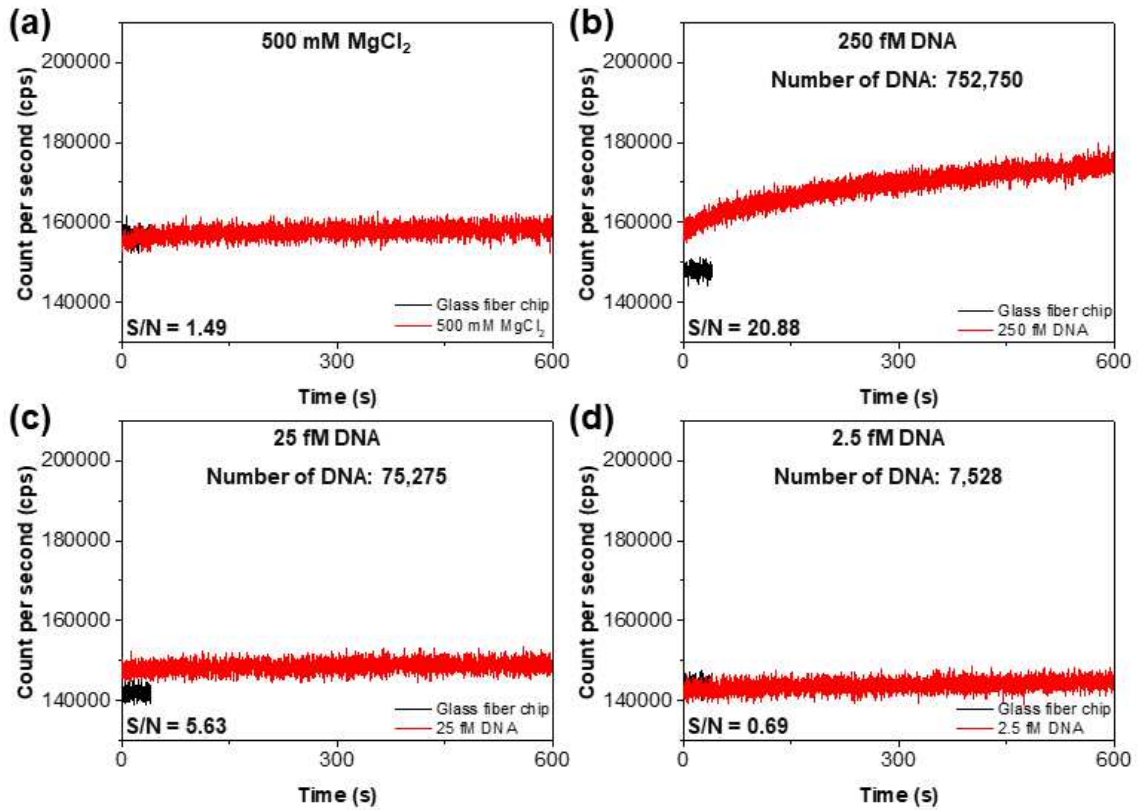 (a)
500 mM MgCl₂
Count per second (cps)
200000
180000
160000
140000
Glass fiber chip
500 mM MgCl₂
S/N = 1.49
0
300
600
Time (s)
(b)
250 fM DNA
Number of DNA: 752,750
Count per second (cps)
200000
180000
160000
140000
Glass fiber chip
250 fM DNA
S/N = 20.88
0
300
600
Time (s)
(c)
25 fM DNA
Number of DNA: 75,275
Count per second (cps)
200000
180000
160000
140000
Glass fiber chip
25 fM DNA
S/N = 5.63
0
300
600
Time (s)
(d)
2.5 fM DNA
Number of DNA: 7,528
Count per second (cps)
200000
180000
160000
140000
Glass fiber chip
2.5 fM DNA
S/N = 0.69
0
300
600
Time (s)